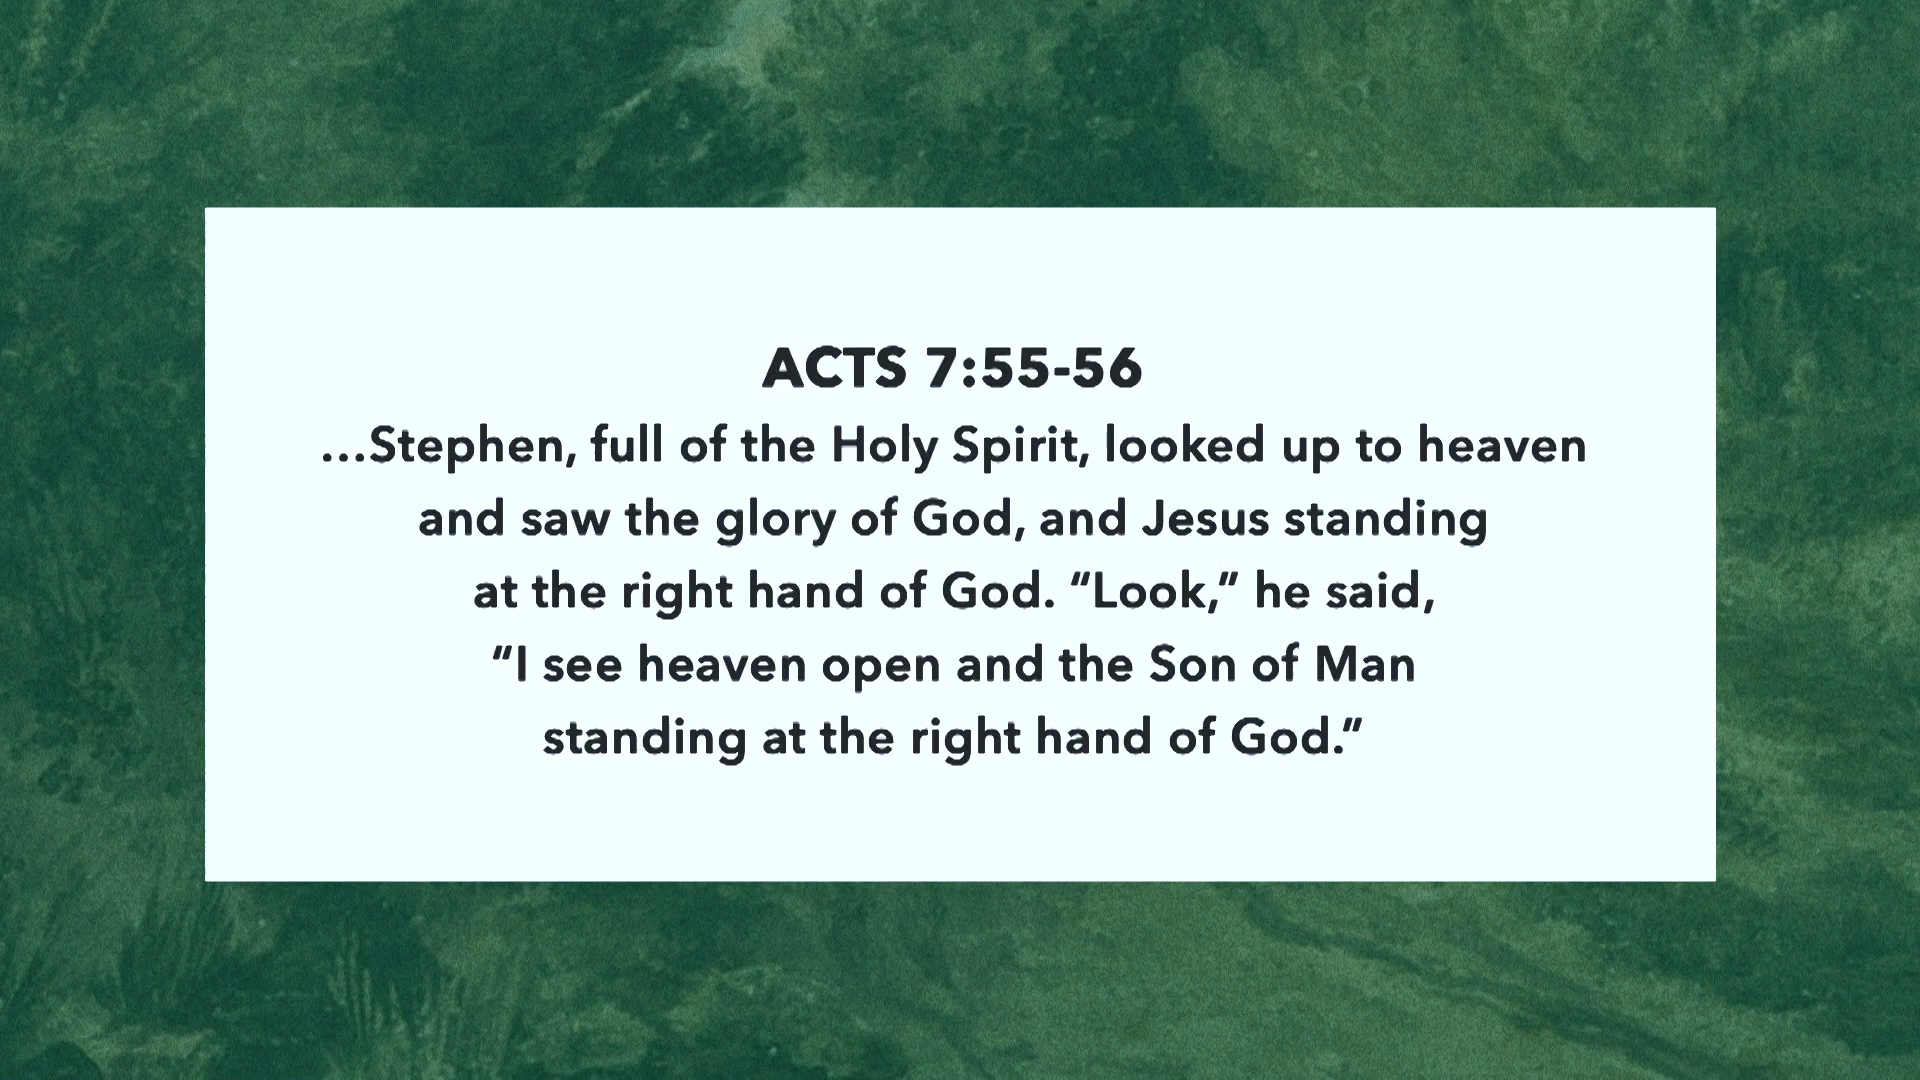 ACTS 7:55-56
…Stephen, full of the Holy Spirit, looked up to heaven
and saw the glory of God, and Jesus standing
at the right hand of God. “Look,” he said,
“I see heaven open and the Son of Man
standing at the right hand of God.”